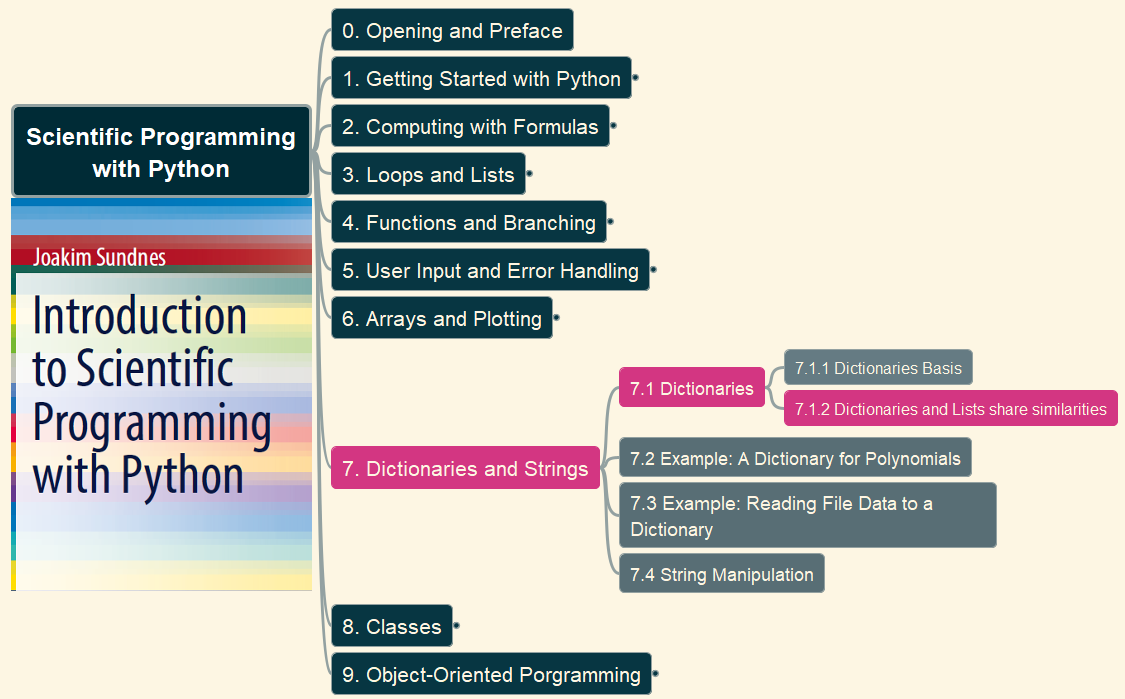 Scientific Programming
with Python
Joakim Sundnes
Introduction
to Scientific
Programming
with Python
0. Opening and Preface
1. Getting Started with Python
2. Computing with Formulas
3. Loops and Lists
4. Functions and Branching
5. User Input and Error Handling
6. Arrays and Plotting
7. Dictionaries and Strings
7.1 Dictionaries
7.1.1 Dictionaries Basis
7.1.2 Dictionaries and Lists share similarities
7.2 Example: A Dictionary for Polynomials
7.3 Example: Reading File Data to a
Dictionary
7.4 String Manipulation
8. Classes
9. Object-Oriented Porgramming